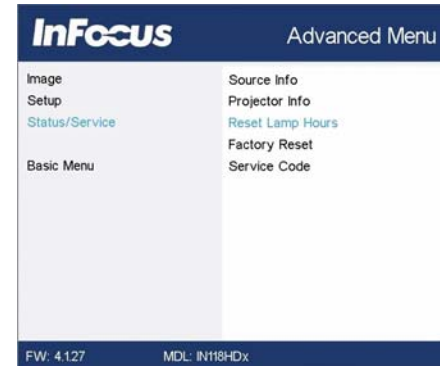 InFocus
Advanced Menu
Image
Setup
Status/Service
Basic Menu
Source Info
Projector Info
Reset Lamp Hours
Factory Reset
Service Code
FW: 4.1.27 MDL: IN118HDx